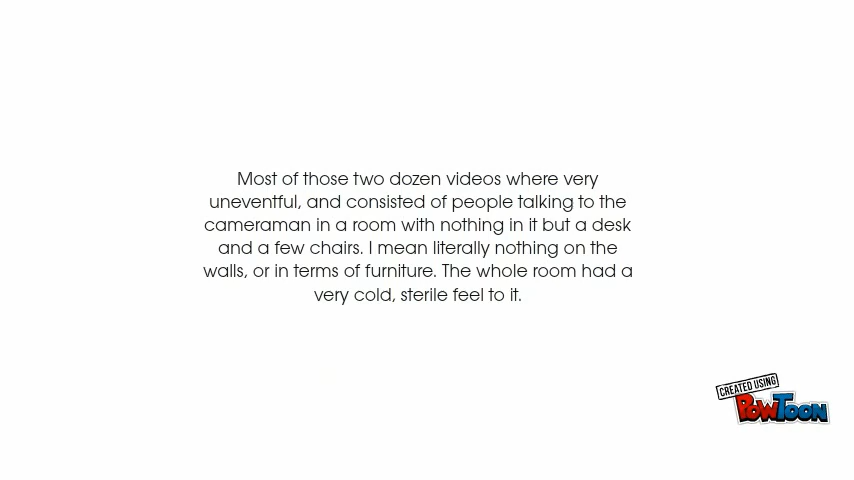 Most of those two dozen videos where very
uneventful, and consisted of people talking to the
cameraman in a room with nothing in it but a desk
and a few chairs. I mean literally nothing on the
walls, or in terms of furniture. The whole room had a
very cold, sterile feel to it.
CREATED USING
POWTOON